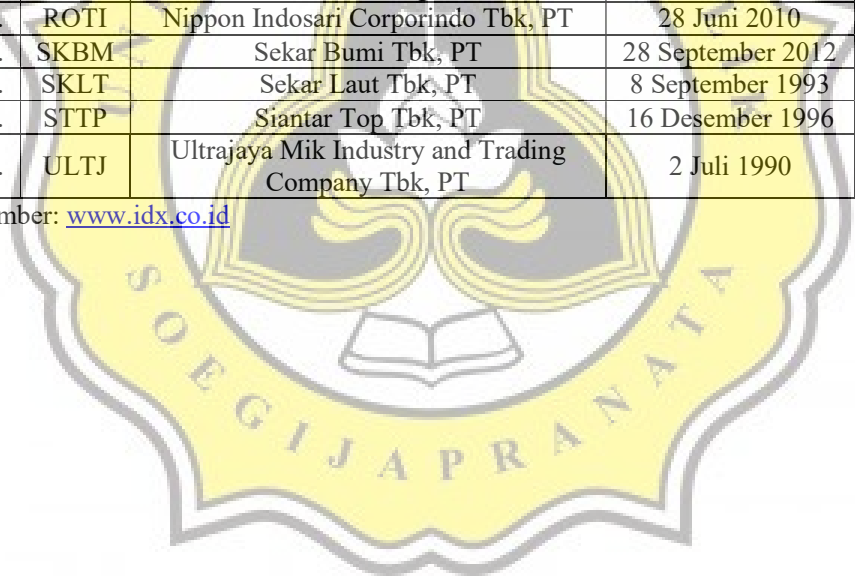 . ROTI Nippon Indosari Corporindo Tbk, PT 28 Juni 2010
. SKBM Sekar Bumi Tbk, PT 28 September 2012
. SKLT Sekar Laut Tbk, PT 8 September 1993
. STTP Siantar Top Tbk, PT 16 Desember 1996
. ULTJ Ultrajaya Mik Industry and Trading Company Tbk, PT 2 Juli 1990
mber: www.idx.co.id
SOEGIJAPRANATA